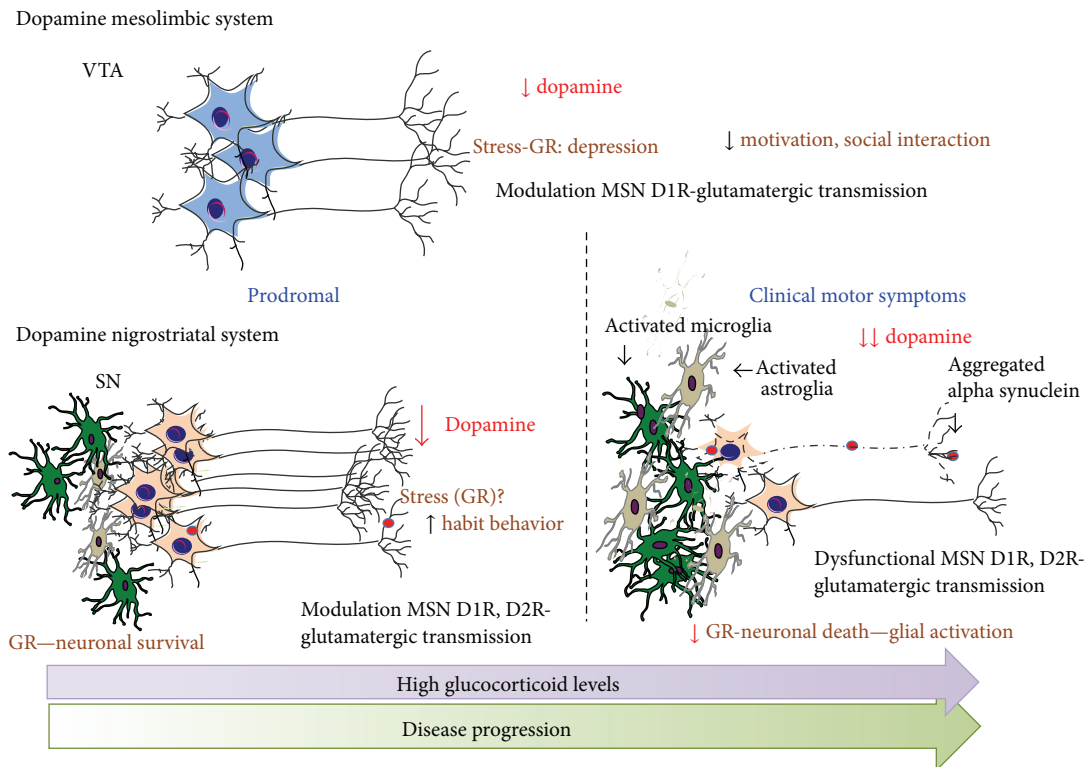 Dopamine mesolimbic system
VTA
↓ dopamine
Stress-GR: depression
↓ motivation, social interaction
Modulation MSN D1R-glutamatergic transmission
Prodromal
Clinical motor symptoms
Dopamine nigrostriatal system
SN
↓ Dopamine
Stress (GR)?
↑ habit behavior
Modulation MSN D1R, D2R-
glutamatergic transmission
GR—neuronal survival
Activated microglia
↓
← Activated
astroglia
↓↓ dopamine
Aggregated
alpha synuclein
Dysfunctional MSN D1R, D2R-
glutamatergic transmission
↓ GR-neuronal death—glial activation
High glucocorticoid levels
Disease progression